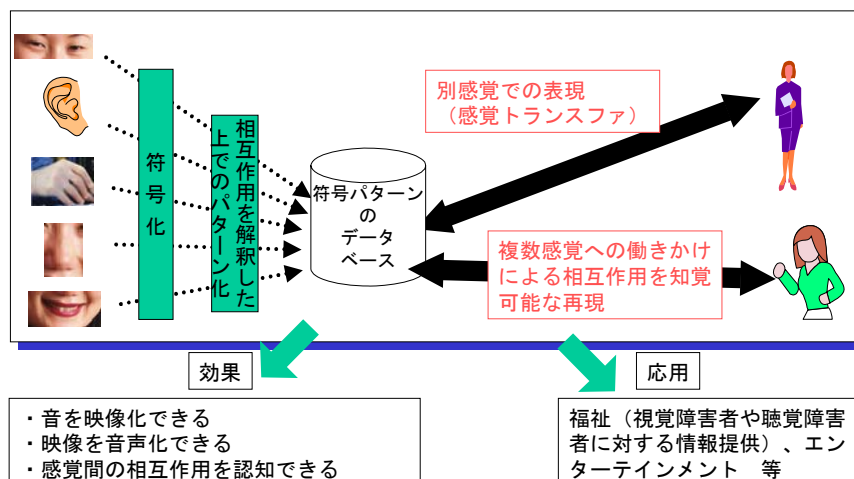 符号化
相互作用を解釈した
上でのパターン化
符号パターン
の
データ
ベース
別感覚での表現
（感覚トランスファ）
複数感覚への働きかけ
による相互作用を知覚
可能な再現
効果
応用
・音を映像化できる
・映像を音声化できる
・感覚間の相互作用を認知できる
福祉（視覚障害者や聴覚障害
者に対する情報提供）、エン
ターテインメント　等